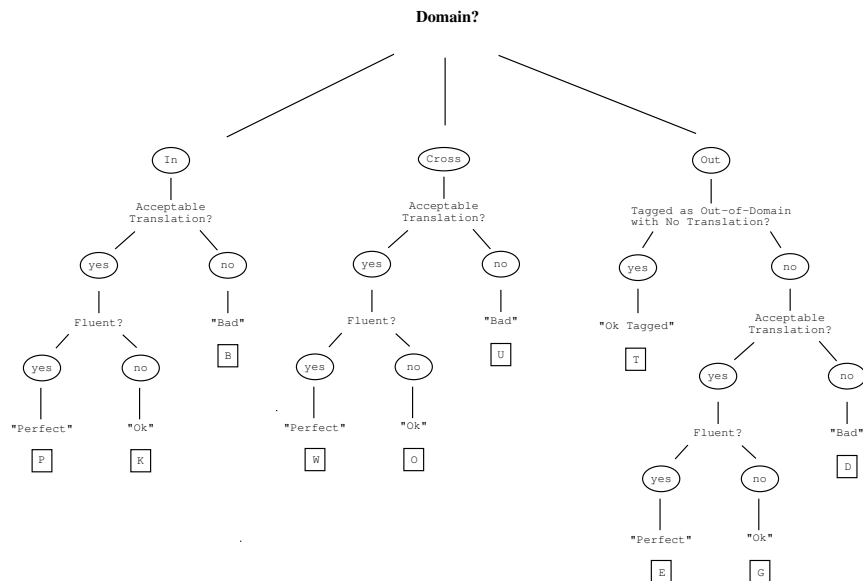 Domain?
In
Cross
Out
Acceptable
Translation?
Acceptable
Translation?
Tagged as Out-of-Domain
with No Translation?
yes
no
yes
no
yes
no
Fluent?
"Bad"
Fluent?
"Bad"
"Ok Tagged"
Acceptable
Translation?
B
U
T
yes
no
yes
no
yes
no
"Perfect"
"Ok"
"Perfect"
"Ok"
Fluent?
"Bad"
P
K
W
O
D
yes
no
"Perfect"
"Ok"
E
G